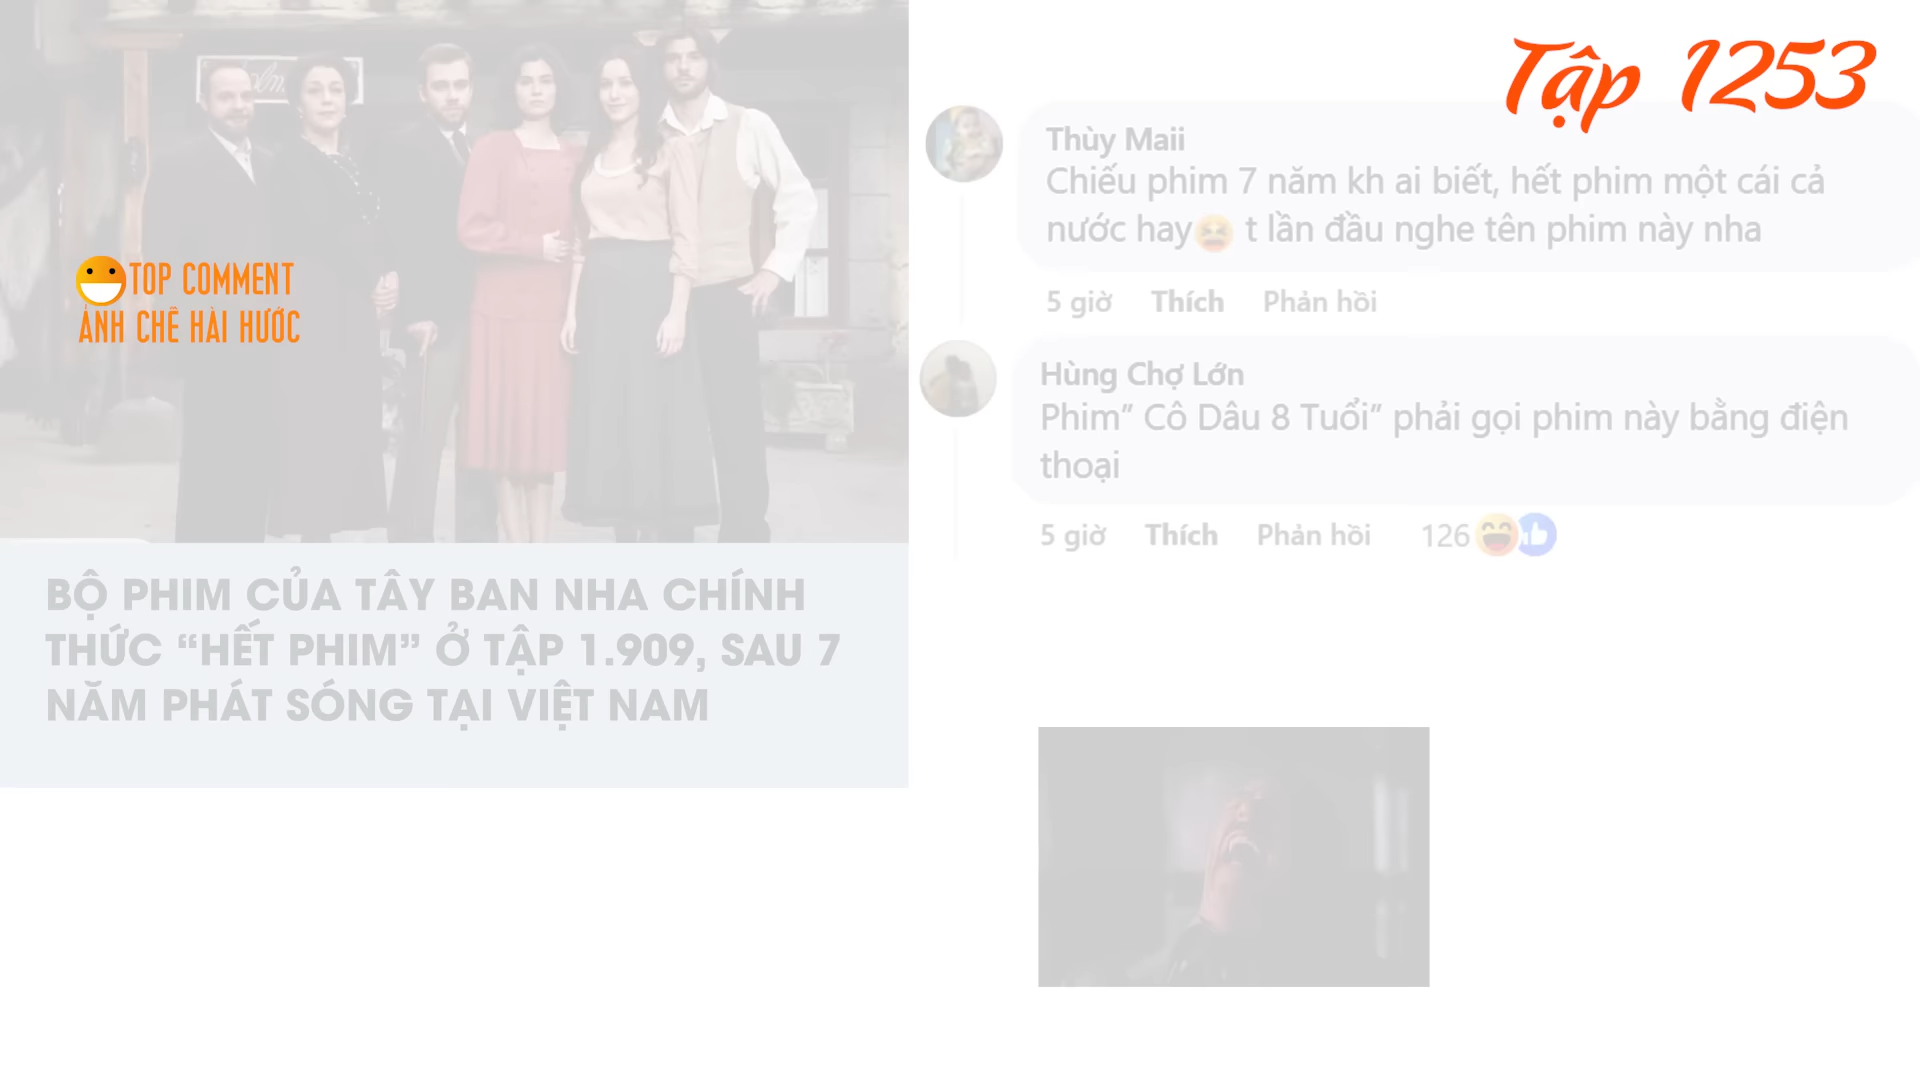 Tập 1253
TOP COMMENT
ẢNH CHẾ HÀI HƯỚC
BỘ PHIM CỦA TÂY BAN NHA CHÍNH
THỨC “HẾT PHIM” Ở TẬP 1.909, SAU 7
NĂM PHÁT SÓNG TẠI VIỆT NAM
Thùy Maii
Chiếu phim 7 năm kh ai biết, hết phim một cái cả
nước hay😆 t lần đầu nghe tên phim này nha
5 giờ Thích Phản hồi
Hùng Chợ Lớn
Phim” Cô Dâu 8 Tuổi” phải gọi phim này bằng điện
thoại
5 giờ Thích Phản hồi 126